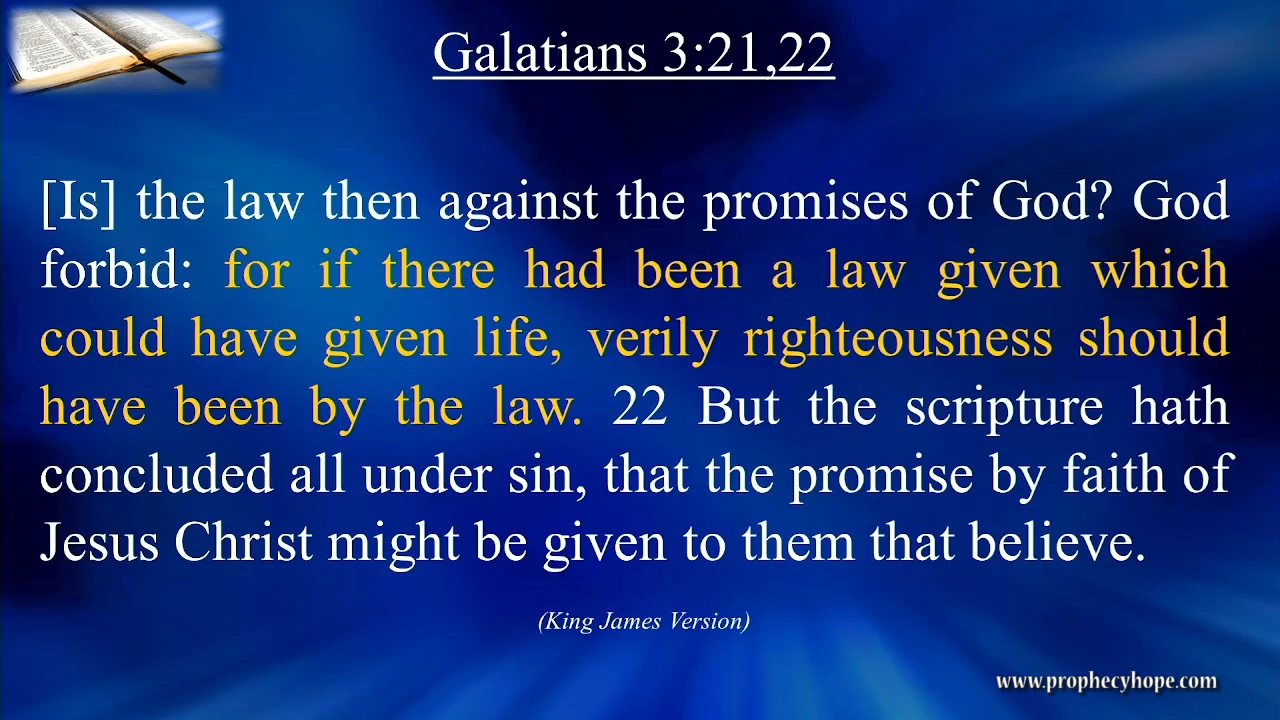 Galatians 3:21,22
[Is] the law then against the promises of God? God
forbid: for if there had been a law given which
could have given life, verily righteousness should
have been by the law. 22 But the scripture hath
concluded all under sin, that the promise by faith of
Jesus Christ might be given to them that believe.
(King James Version)
www.prophecyhope.com